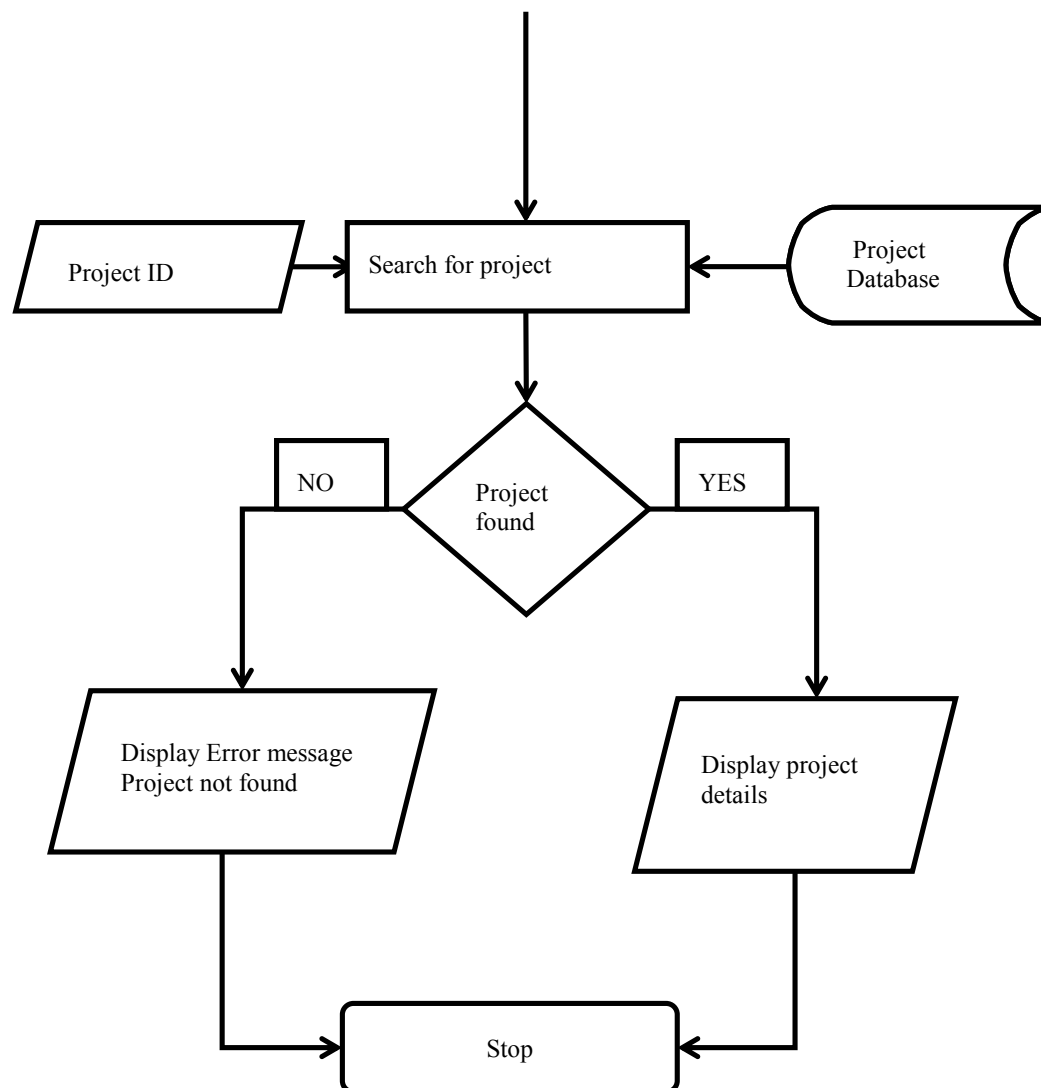 Project ID
Search for project
Project
Database
NO
Project
found
YES
Display Error message
Project not found
Display project
details
Stop